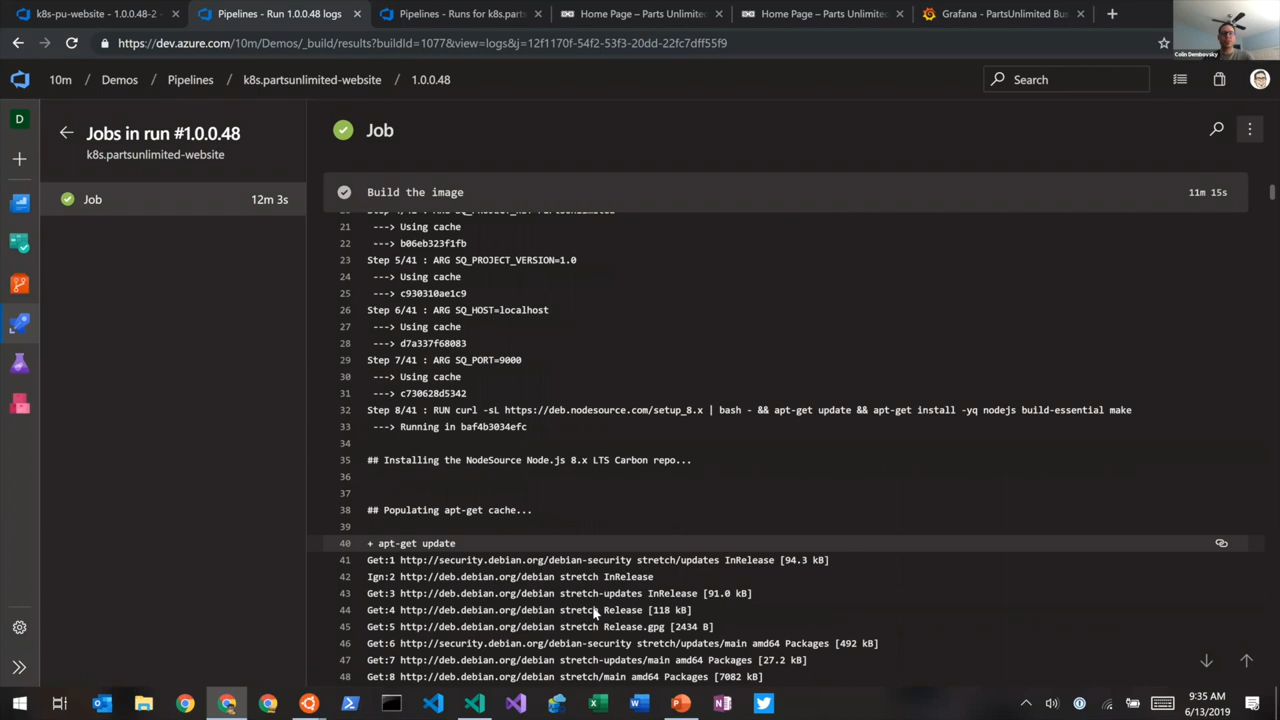 k8s-pu-website - 1.0.0.48-2
Pipelines - Run 1.0.0.48 logs
Pipelines - Runs for k8s.parts
Home Page – Parts Unlimited
Home Page – Parts Unlimited
Grafana - PartsUnlimited Bus
https://dev.azure.com/10m/Demos/_build/results?buildId=1077&view=logs&j=12f1170f-54f2-53f3-20dd-22fc7dff55f9
Colin Dembovsky
10m / Demos / Pipelines / k8s.partsunlimited-website / 1.0.0.48
Search
D
Jobs in run #1.0.0.48
k8s.partsunlimited-website
Job 12m 3s
Job
Build the image 11m 15s
21 ---> Using cache
22 ---> b06eb323f1fb
23 Step 5/41 : ARG SQ_PROJECT_VERSION=1.0
24 ---> Using cache
25 ---> c930310ae1c9
26 Step 6/41 : ARG SQ_HOST=localhost
27 ---> Using cache
28 ---> d7a337f68083
29 Step 7/41 : ARG SQ_PORT=9000
30 ---> Using cache
31 ---> c730628d5342
32 Step 8/41 : RUN curl -sL https://deb.nodesource.com/setup_8.x | bash - && apt-get update && apt-get install -yq nodejs build-essential make
33 ---> Running in baf4b3034efc
34
35 ## Installing the NodeSource Node.js 8.x LTS Carbon repo...
36
37
38 ## Populating apt-get cache...
39
40 + apt-get update
41 Get:1 http://security.debian.org/debian-security stretch/updates InRelease [94.3 kB]
42 Ign:2 http://deb.debian.org/debian stretch InRelease
43 Get:3 http://deb.debian.org/debian stretch-updates InRelease [91.0 kB]
44 Get:4 http://deb.debian.org/debian stretch Release [118 kB]
45 Get:5 http://deb.debian.org/debian stretch Release.gpg [2434 B]
46 Get:6 http://security.debian.org/debian-security stretch/updates/main amd64 Packages [492 kB]
47 Get:7 http://deb.debian.org/debian stretch-updates/main amd64 Packages [27.2 kB]
48 Get:8 http://deb.debian.org/debian stretch/main amd64 Packages [7082 kB]
9:35 AM
6/13/2019